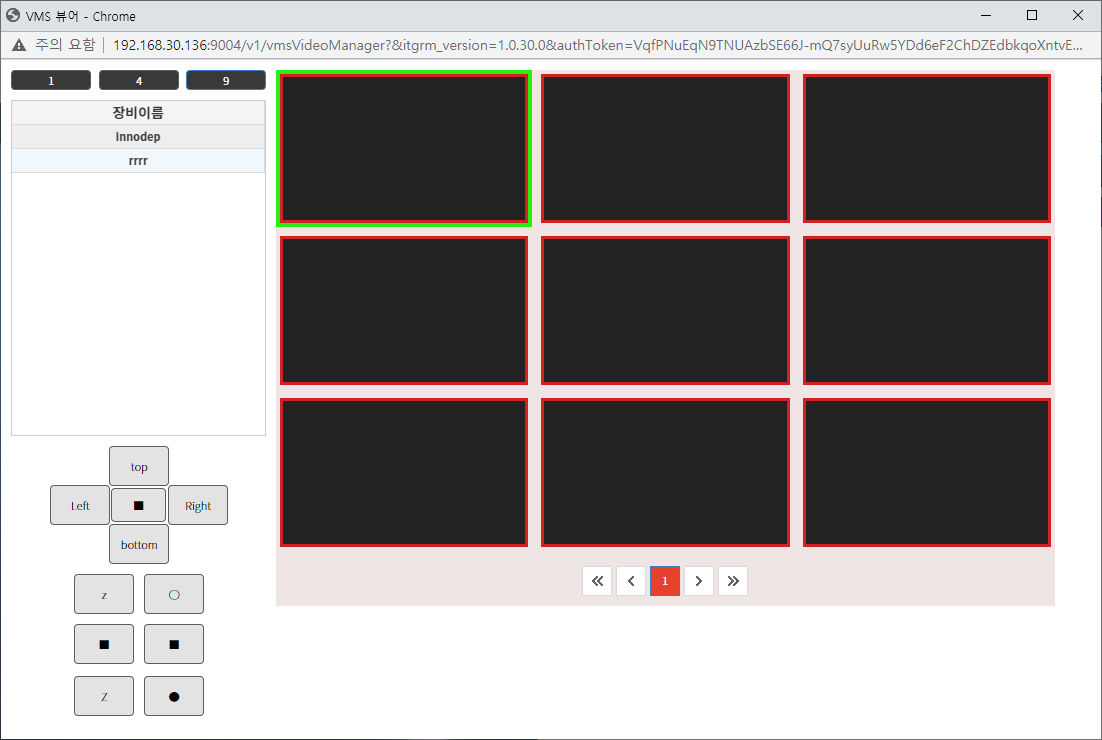 VMS 뷰어 - Chrome
주의 요함 192.168.30.136:9004/v1/vmsVideoManager?&itgrm_version=1.0.30.0&authToken=VqfPNuEqN9TNUAzbSE66J-mQ7syUuRw5YDd6eF2ChDZEdbkqoXntvE...
1 4 9
장비이름
innodep
rrrr
top
Left ■ Right
bottom
z ○
■ ■
Z ●
« ‹ 1 › »